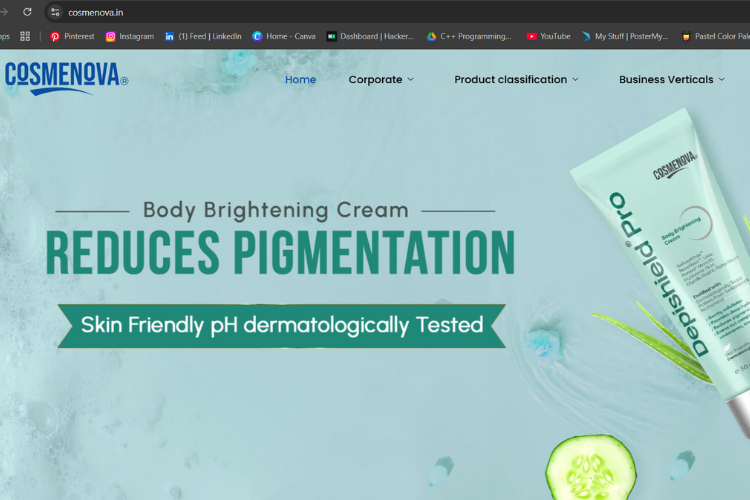 cosmenova.in
ps
Pinterest
Instagram
(1) Feed | LinkedIn
Home - Canva
Dashboard | Hacker...
C++ Programming...
YouTube
My Stuff | PosterMy...
Pastel Color Pale
COSMENOVA®
Home
Corporate
Product classification
Business Verticals
Body Brightening Cream
REDUCES PIGMENTATION
Skin Friendly pH dermatologically Tested
COSMENOVA
Depishield® Pro
Body Brightening
Cream
Fortified with